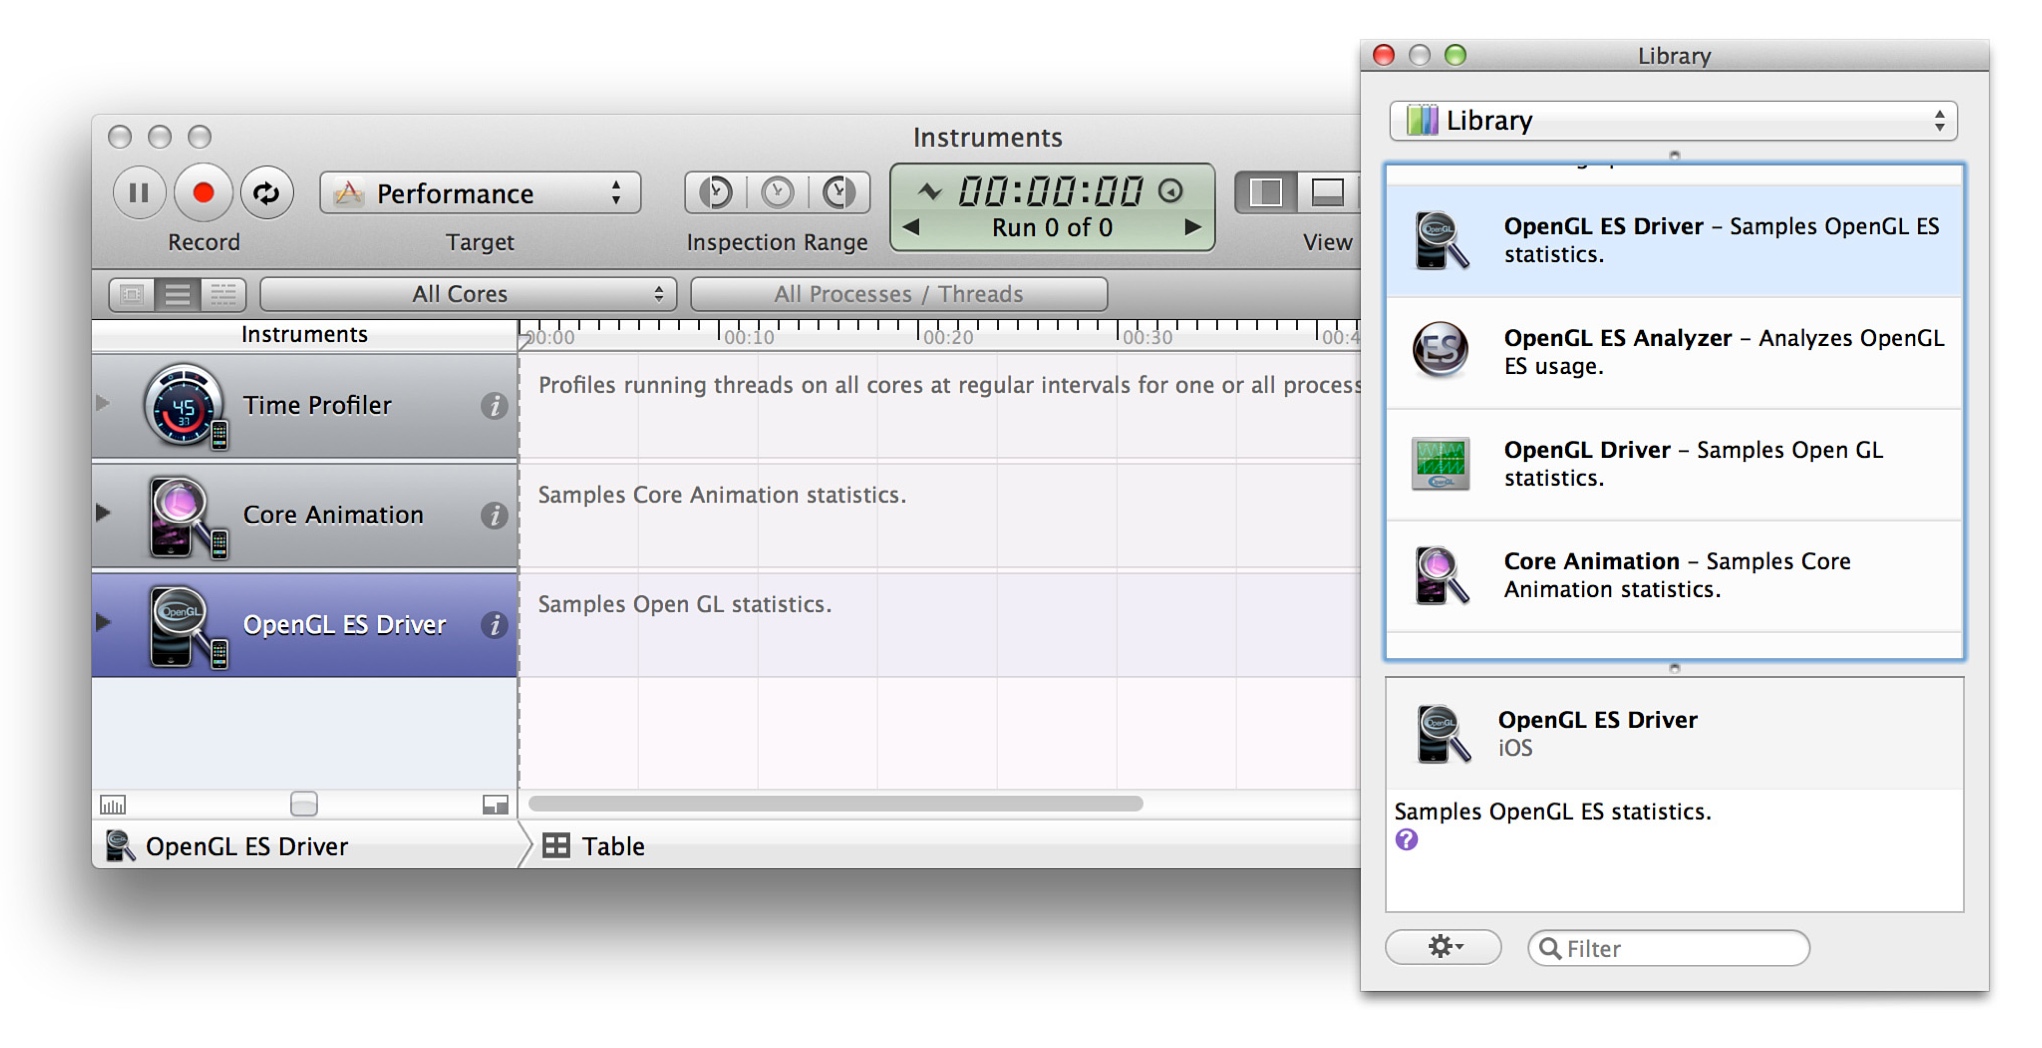 Instruments
Performance
00:00:00
Run 0 of 0
Record
Target
Inspection Range
View
All Cores
All Processes / Threads
Instruments
00:00
00:10
00:20
00:30
00:4
Time Profiler
Profiles running threads on all cores at regular intervals for one or all process
Core Animation
Samples Core Animation statistics.
OpenGL ES Driver
Samples Open GL statistics.
OpenGL ES Driver
Table
Library
Library
OpenGL ES Driver – Samples OpenGL ES
statistics.
ES
OpenGL ES Analyzer – Analyzes OpenGL
ES usage.
OpenGL Driver – Samples Open GL
statistics.
Core Animation – Samples Core
Animation statistics.
OpenGL ES Driver
iOS
Samples OpenGL ES statistics.
?
Filter